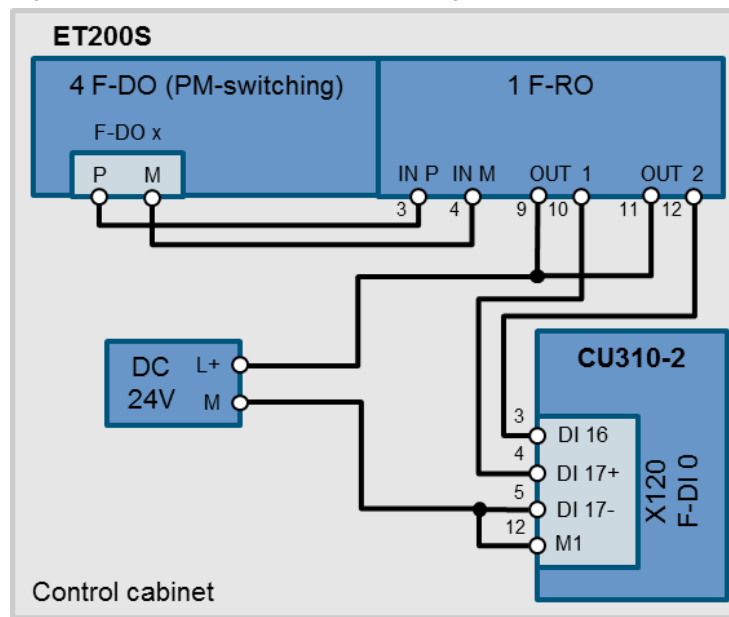 ET200S
4 F-DO (PM-switching)
1 F-RO
F-DO x
P M
IN P IN M OUT 1 OUT 2
3 4 9 10 11 12
DC
24V
L+
M
CU310-2
3
DI 16
4
DI 17+
5
DI 17-
12
M1
X120
F-DI 0
Control cabinet